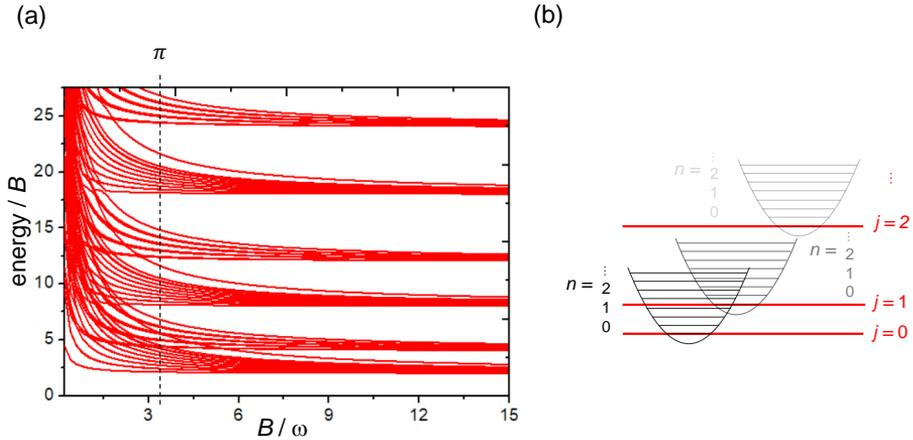 (a)
(b)
π
energy / B
25
20
15
10
5
0
3
6
9
12
15
B / ω
n =
⋮
2
1
0
⋮
j = 2
n =
⋮
2
1
0
n =
⋮
2
1
0
j = 1
j = 0